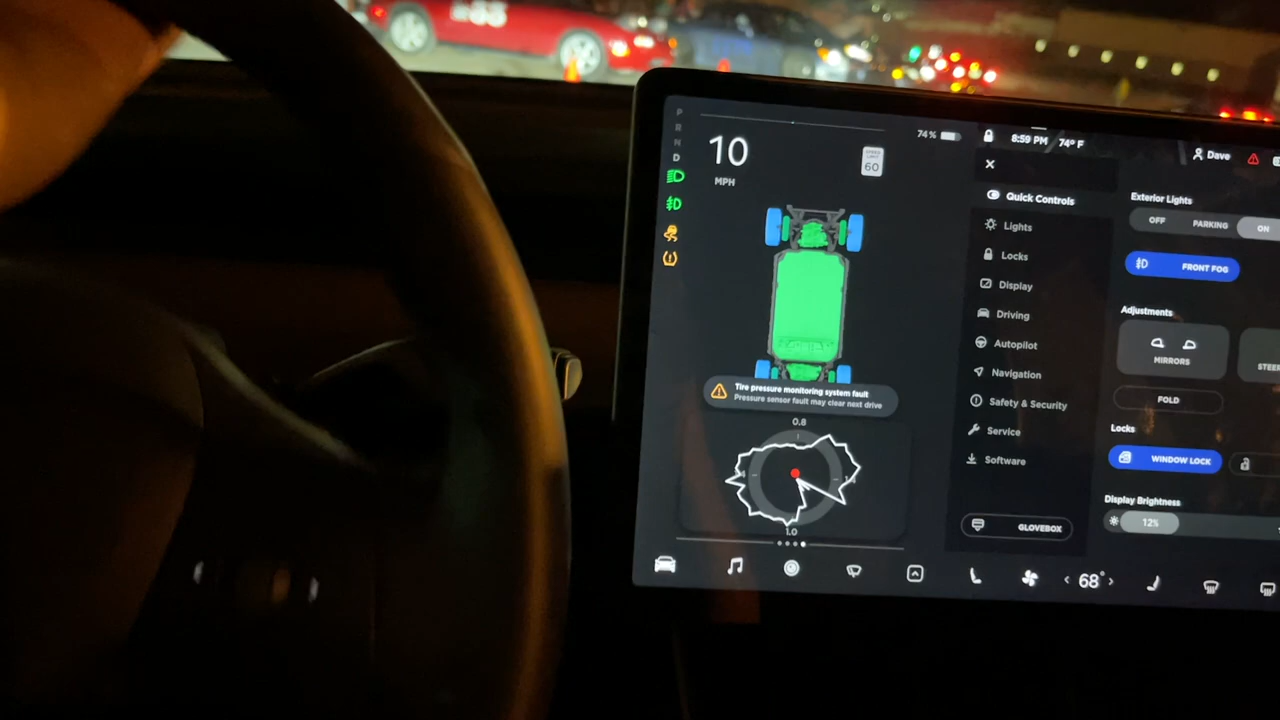 P
R
N
D
10
MPH
SPEED
LIMIT
60
74%
8:59 PM
74°F
Dave
Quick Controls
Lights
Locks
Display
Driving
Autopilot
Navigation
Safety & Security
Service
Software
GLOVEBOX
Exterior Lights
OFF PARKING ON
FRONT FOG
Adjustments
MIRRORS
STEER
FOLD
Locks
WINDOW LOCK
Display Brightness
12%
Tire pressure monitoring system fault
Pressure sensor fault may clear next drive
0.8
1.0
68°